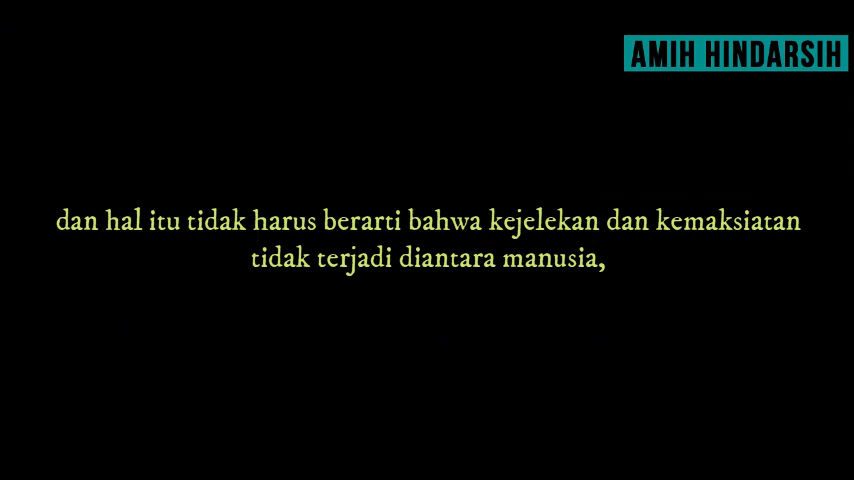 AMIH HINDARSIH
dan hal itu tidak harus berarti bahwa kejelekan dan kemaksiatan
tidak terjadi diantara manusia,